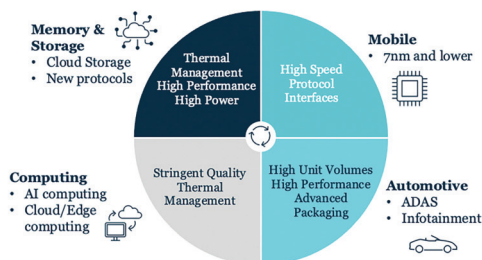 Memory &
Storage
• Cloud Storage
• New protocols
Thermal
Management
High Performance
High Power
High Speed
Protocol
Interfaces
Mobile
• 7nm and lower
Computing
• AI computing
• Cloud/Edge
computing
Stringent Quality
Thermal
Management
High Unit Volumes
High Performance
Advanced
Packaging
Automotive
• ADAS
• Infotainment